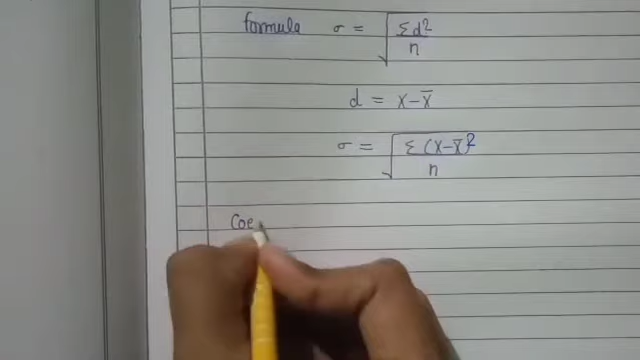 formula σ = √ Σd² / n
d = x - x̄
σ = √ Σ(x-x̄)² / n
Coe